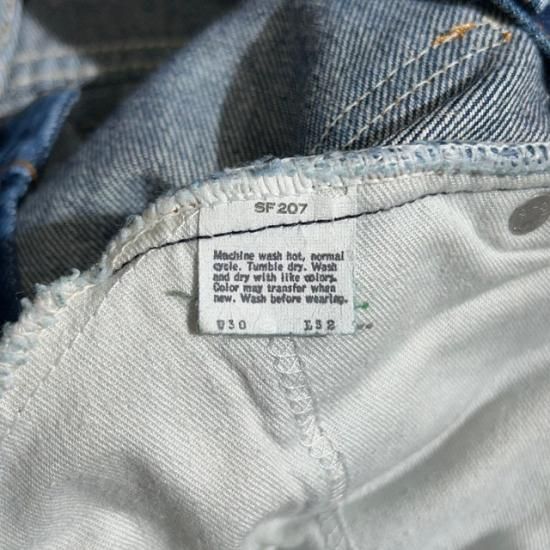 SF 207
Machine wash hot, normal
cycle. Tumble dry. Wash
and dry with like colors.
Color may transfer when
new. Wash before wearing.
W30 L32